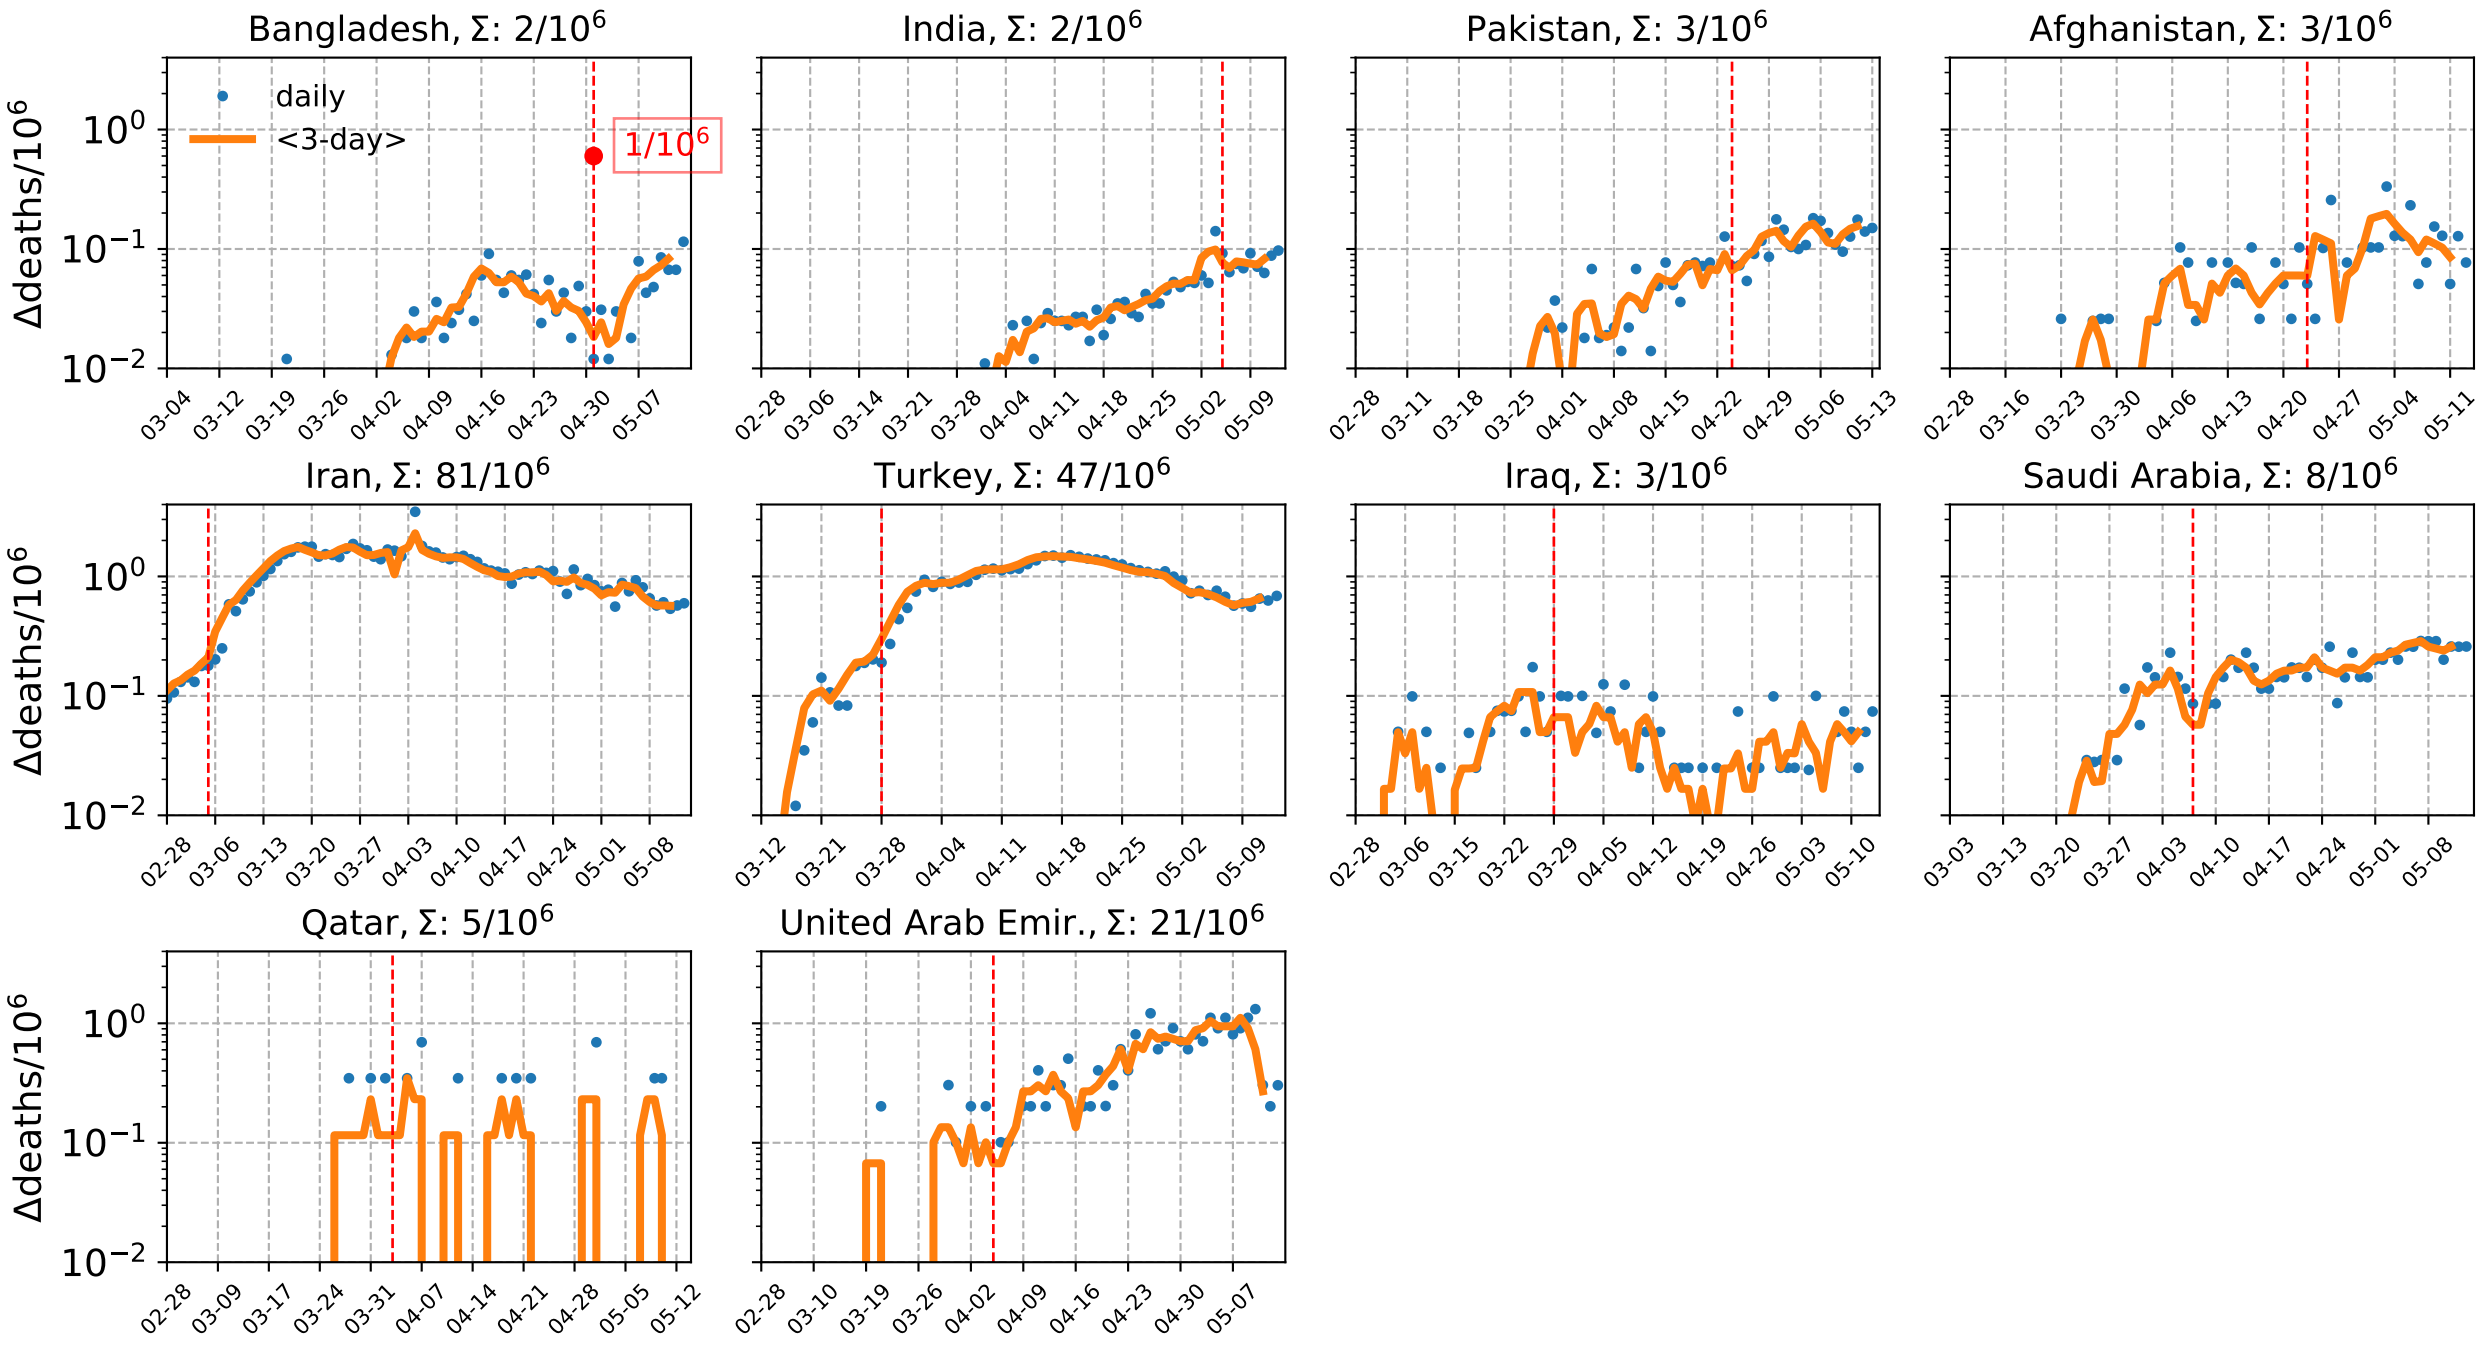 Bangladesh, Σ: 2/10⁶
India, Σ: 2/10⁶
Pakistan, Σ: 3/10⁶
Afghanistan, Σ: 3/10⁶
Δdeaths/10⁶
10⁰
10⁻¹
10⁻²
daily
<3-day>
1/10⁶
03-04 03-12 03-19 03-26 04-02 04-09 04-16 04-23 04-30 05-07
02-28 03-06 03-14 03-21 03-28 04-04 04-11 04-18 04-25 05-02 05-09
02-28 03-11 03-18 03-25 04-01 04-08 04-15 04-22 04-29 05-06 05-13
02-28 03-16 03-23 03-30 04-06 04-13 04-20 04-27 05-04 05-11
Iran, Σ: 81/10⁶
Turkey, Σ: 47/10⁶
Iraq, Σ: 3/10⁶
Saudi Arabia, Σ: 8/10⁶
Δdeaths/10⁶
10⁰
10⁻¹
10⁻²
02-28 03-06 03-13 03-20 03-27 04-03 04-10 04-17 04-24 05-01 05-08
03-12 03-21 03-28 04-04 04-11 04-18 04-25 05-02 05-09
02-28 03-06 03-15 03-22 03-29 04-05 04-12 04-19 04-26 05-03 05-10
03-03 03-13 03-20 03-27 04-03 04-10 04-17 04-24 05-01 05-08
Qatar, Σ: 5/10⁶
United Arab Emir., Σ: 21/10⁶
Δdeaths/10⁶
10⁰
10⁻¹
10⁻²
02-28 03-09 03-17 03-24 03-31 04-07 04-14 04-21 04-28 05-05 05-12
02-28 03-10 03-19 03-26 04-02 04-09 04-16 04-23 04-30 05-07